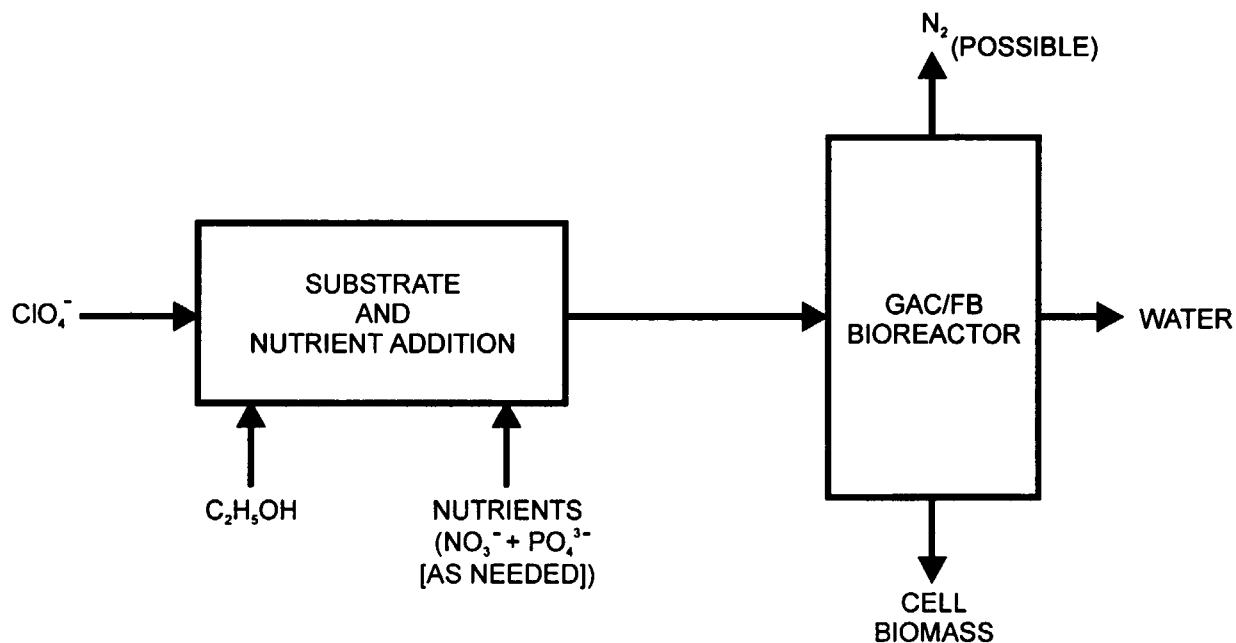 N₂
(POSSIBLE)
ClO₄⁻
SUBSTRATE
AND
NUTRIENT ADDITION
GAC/FB
BIOREACTOR
WATER
C₂H₅OH
NUTRIENTS
(NO₃⁻ + PO₄³⁻
[AS NEEDED])
CELL
BIOMASS